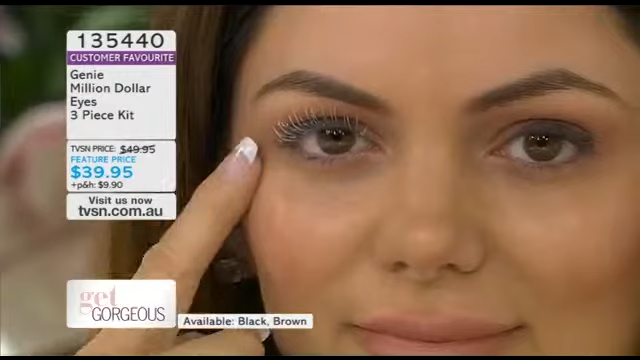 135440
CUSTOMER FAVOURITE
Genie
Million Dollar
Eyes
3 Piece Kit
TVSN PRICE: $49.95
FEATURE PRICE
$39.95
+p&h: $9.90
Visit us now
tvsn.com.au
get
GORGEOUS
Available: Black, Brown